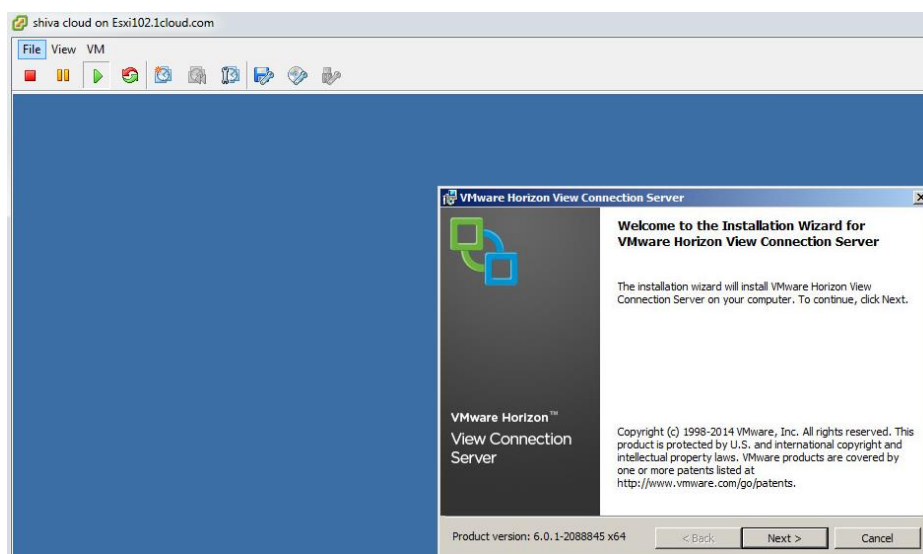 shiva cloud on Esxi102.1cloud.com
File View VM
VMware Horizon View Connection Server
Welcome to the Installation Wizard for
VMware Horizon View Connection Server
The installation wizard will install VMware Horizon View
Connection Server on your computer. To continue, click Next.
VMware Horizon™
View Connection
Server
Copyright (c) 1998-2014 VMware, Inc. All rights reserved. This
product is protected by U.S. and international copyright and
intellectual property laws. VMware products are covered by
one or more patents listed at
http://www.vmware.com/go/patents.
Product version: 6.0.1-2088845 x64
< Back Next > Cancel